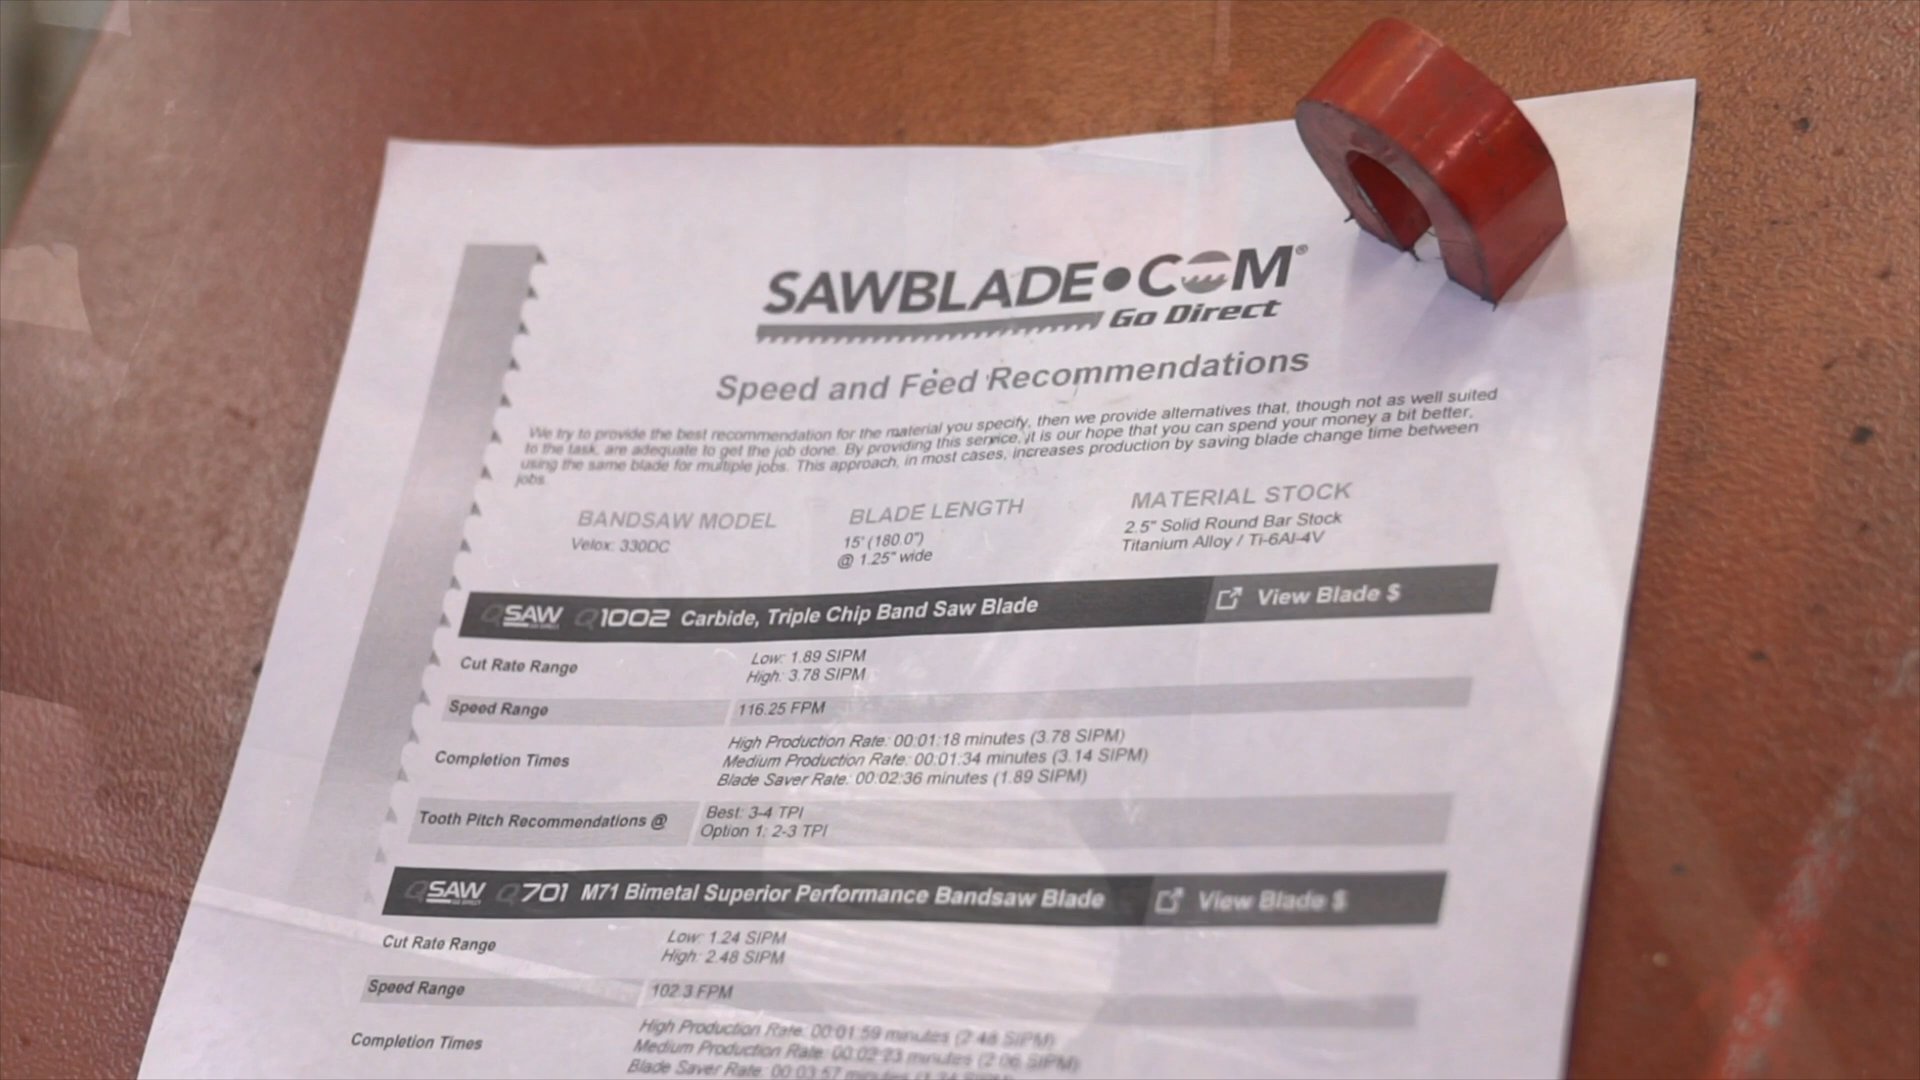 SAWBLADE•COM®
Go Direct
Speed and Feed Recommendations
We try to provide the best recommendation for the material you specify, then we provide alternatives that, though not as well suited
to the task, are adequate to get the job done. By providing this service, it is our hope that you can spend your money a bit better,
using the same blade for multiple jobs. This approach, in most cases, increases production by saving blade change time between
jobs.
BANDSAW MODEL
Velox: 330DC
BLADE LENGTH
15' (180.0")
@ 1.25" wide
MATERIAL STOCK
2.5" Solid Round Bar Stock
Titanium Alloy / Ti-6Al-4V
QSAW Q1002 Carbide, Triple Chip Band Saw Blade View Blade $
Cut Rate Range
Low: 1.89 SIPM
High: 3.78 SIPM
Speed Range
116.25 FPM
Completion Times
High Production Rate: 00:01:18 minutes (3.78 SIPM)
Medium Production Rate: 00:01:34 minutes (3.14 SIPM)
Blade Saver Rate: 00:02:36 minutes (1.89 SIPM)
Tooth Pitch Recommendations @
Best: 3-4 TPI
Option 1: 2-3 TPI
QSAW Q701 M71 Bimetal Superior Performance Bandsaw Blade View Blade $
Cut Rate Range
Low: 1.24 SIPM
High: 2.48 SIPM
Speed Range
102.3 FPM
Completion Times
High Production Rate: 00:01:59 minutes (2.48 SIPM)
Medium Production Rate: 00:02:23 minutes (2.06 SIPM)
Blade Saver Rate: 00:03:57 minutes